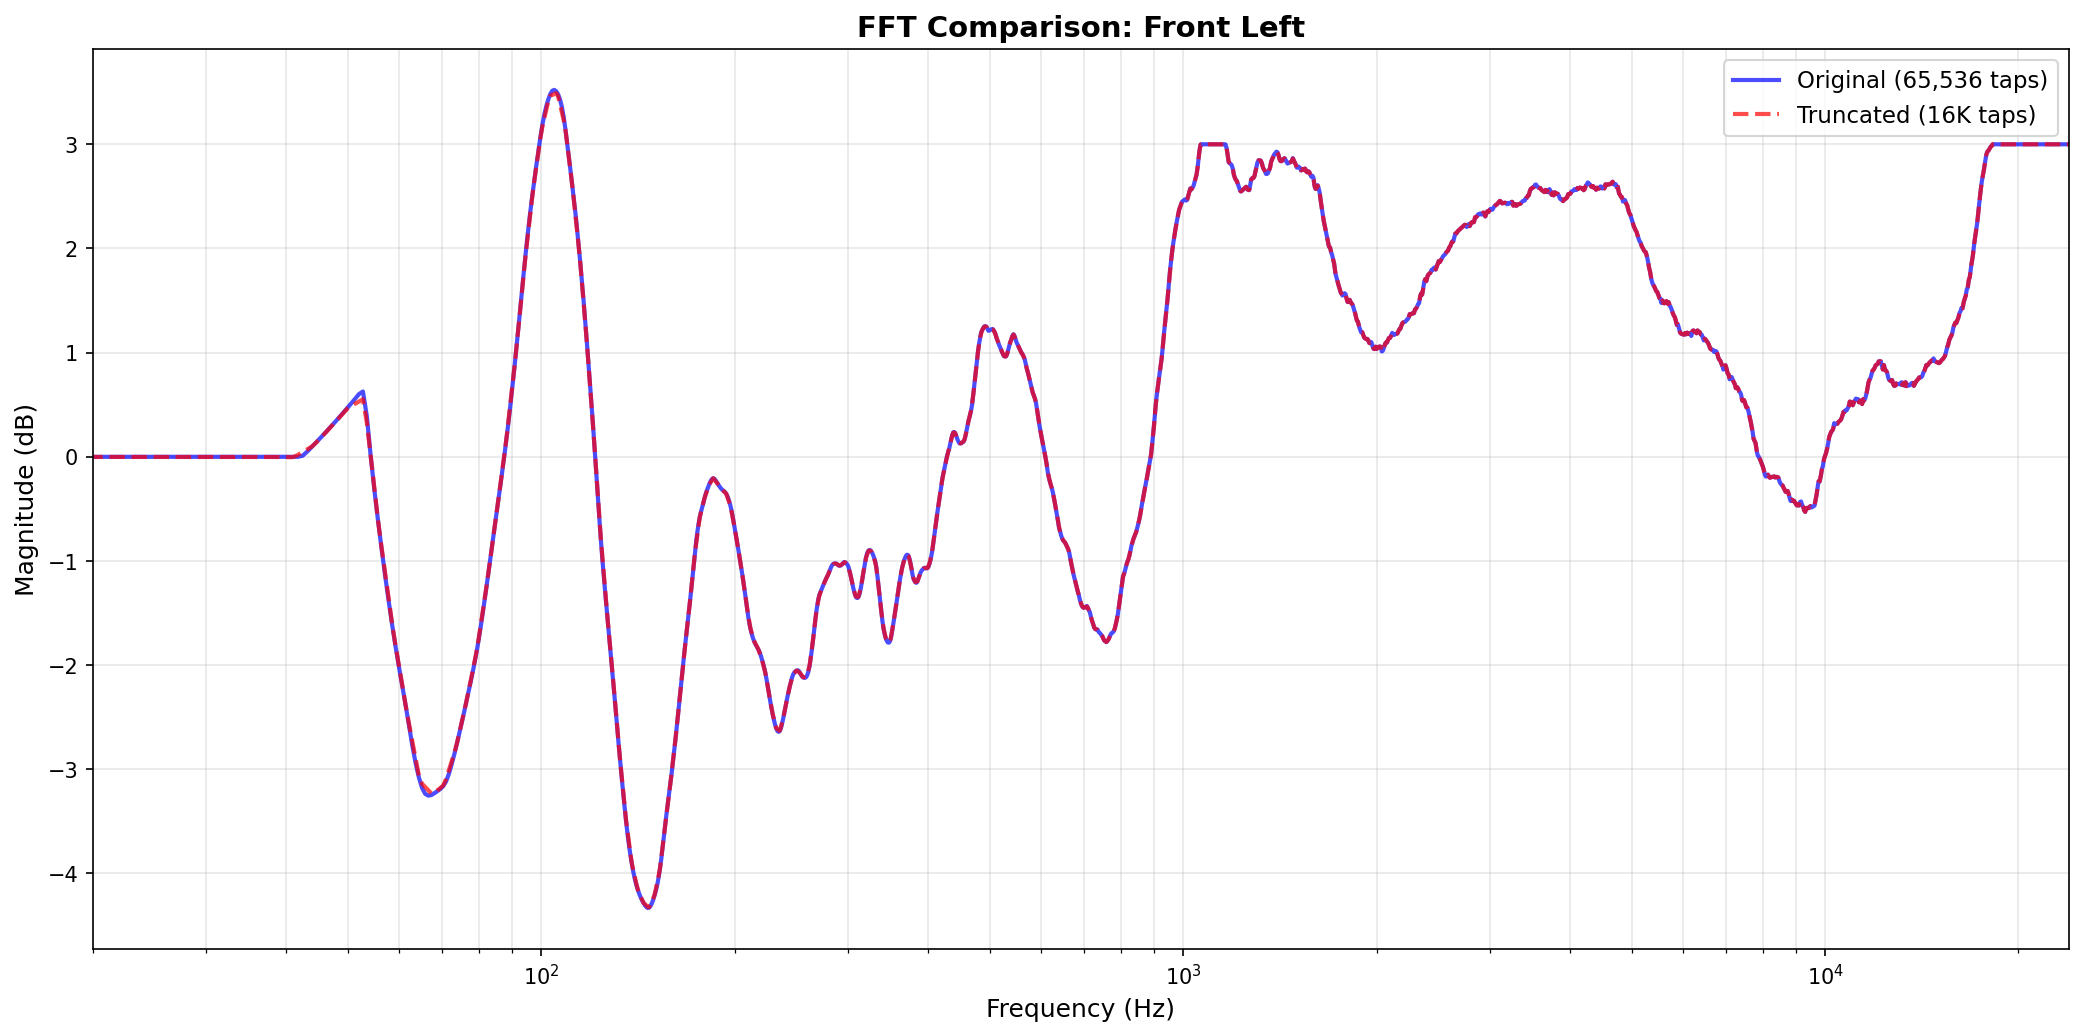 FFT Comparison: Front Left
Original (65,536 taps)
Truncated (16K taps)
Magnitude (dB)
3
2
1
0
−1
−2
−3
−4
10²
10³
10⁴
Frequency (Hz)